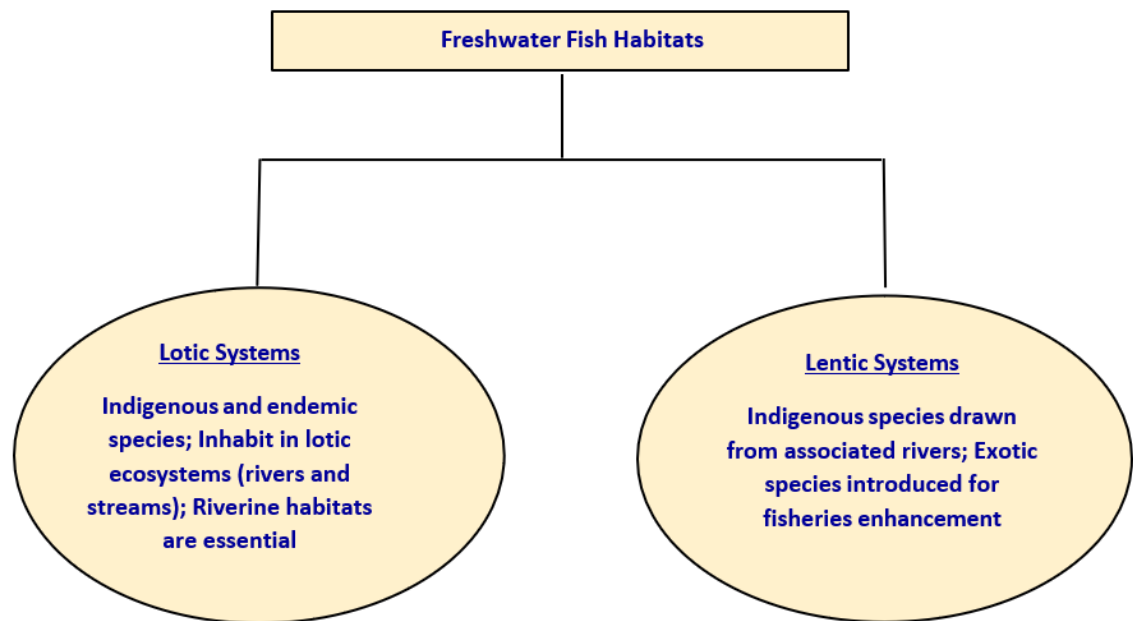 Freshwater Fish Habitats
Lotic Systems
Indigenous and endemic
species; Inhabit in lotic
ecosystems (rivers and
streams); Riverine habitats
are essential
Lentic Systems
Indigenous species drawn
from associated rivers; Exotic
species introduced for
fisheries enhancement